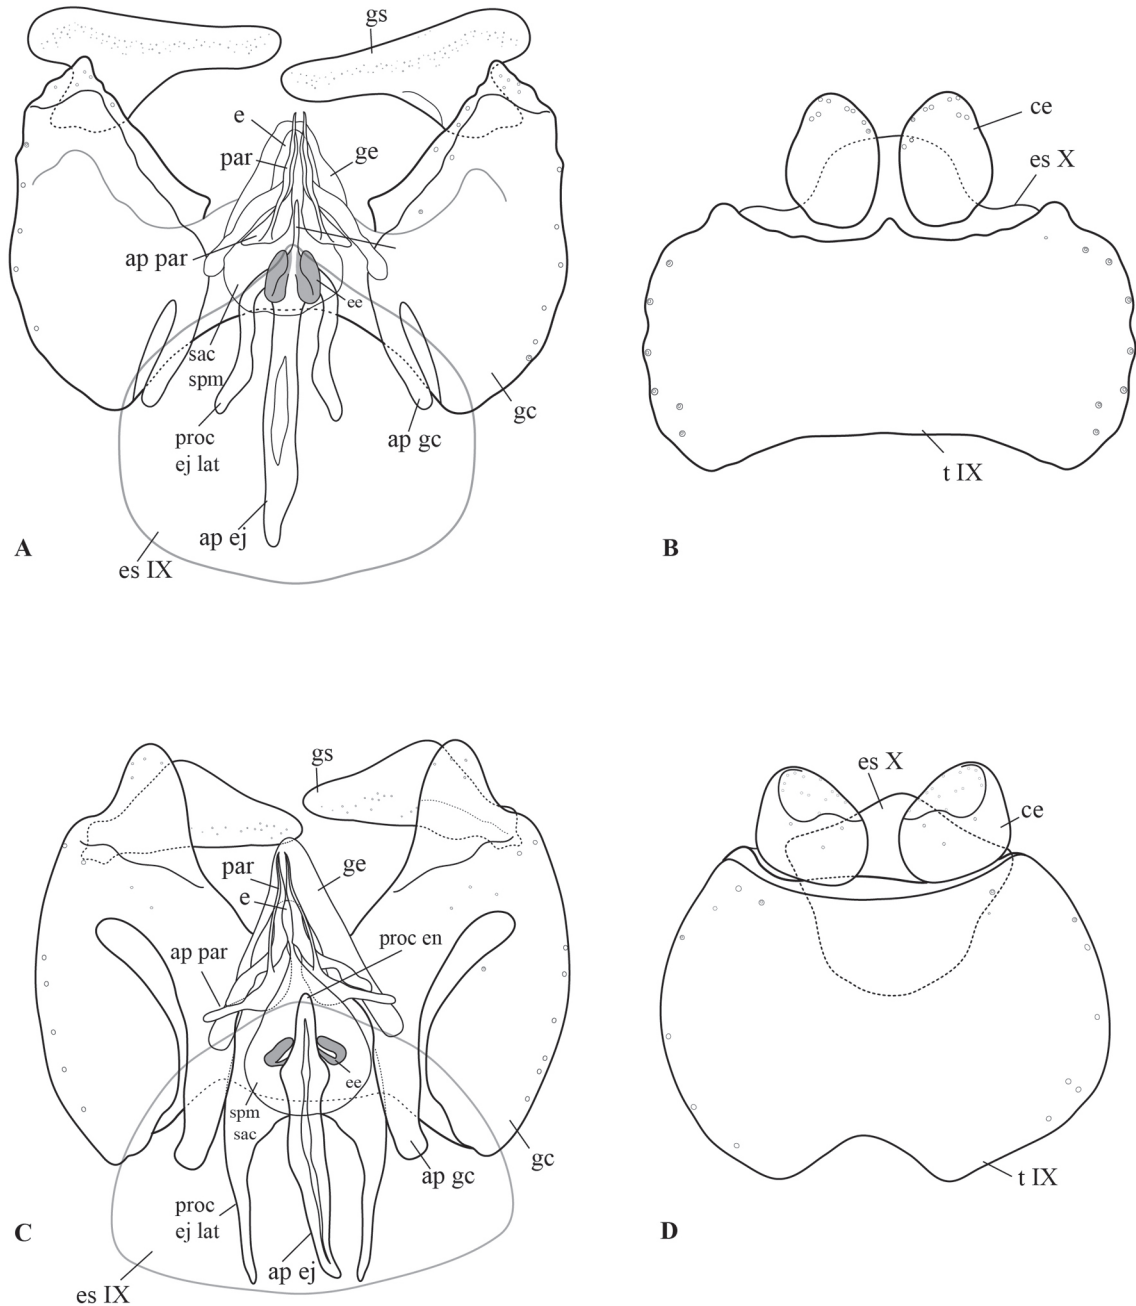 gs
e
par
ge
ap par
ee
sac
spm
proc
ej lat
ap gc
gc
ap ej
es IX
A
ce
es X
t IX
B
gs
par
ge
e
ap par
proc en
ee
spm
sac
gc
ap gc
proc
ej lat
ap ej
es IX
C
es X
ce
t IX
D